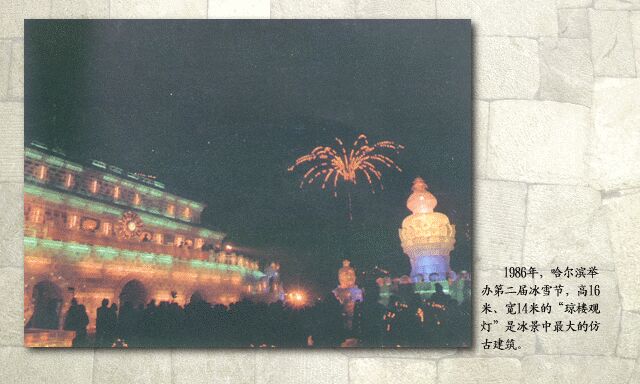 1986年，哈尔滨举
办第二届冰雪节，高16
米、宽14米的“琼楼观
灯”是冰景中最大的仿
古建筑。